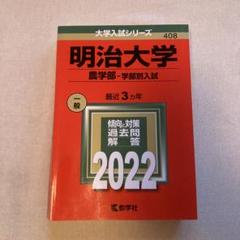 大学入試シリーズ
408
明治大学
農学部-学部別入試
一般
最近3カ年
傾向と対策
過去問
解答
2022
教学社